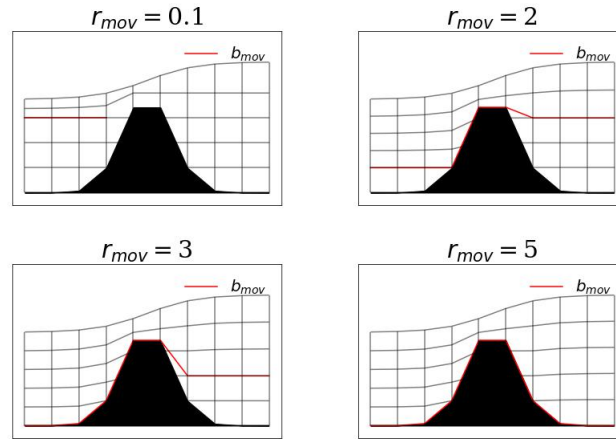 r_mov = 0.1
b_mov
r_mov = 2
b_mov
r_mov = 3
b_mov
r_mov = 5
b_mov